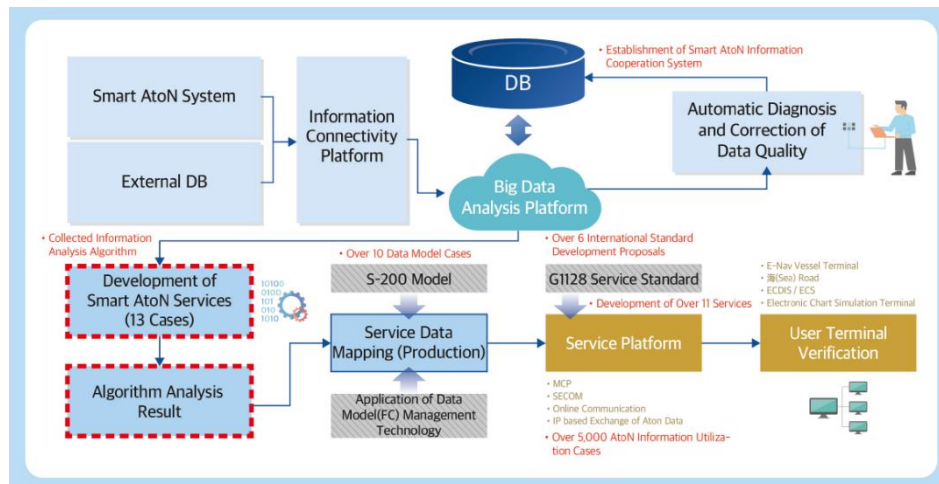 • Establishment of Smart AtoN Information
Cooperation System
Smart AtoN System
External DB
Information
Connectivity
Platform
DB
Big Data
Analysis Platform
Automatic Diagnosis
and Correction of
Data Quality
• Collected Information
Analysis Algorithm
Development of
Smart AtoN Services
(13 Cases)
10100
0100
101
010
1010
Algorithm Analysis
Result
• Over 10 Data Model Cases
S-200 Model
Service Data
Mapping (Production)
Application of Data
Model(FC) Management
Technology
• Over 6 International Standard
Development Proposals
G1128 Service Standard
• Development of Over 11 Services
Service Platform
• MCP
• SECOM
• Online Communication
• IP based Exchange of Aton Data
• Over 5,000 AtoN Information Utiliza-
tion Cases
• E-Nav Vessel Terminal
• 海(Sea) Road
• ECDIS / ECS
• Electronic Chart Simulation Terminal
User Terminal
Verification